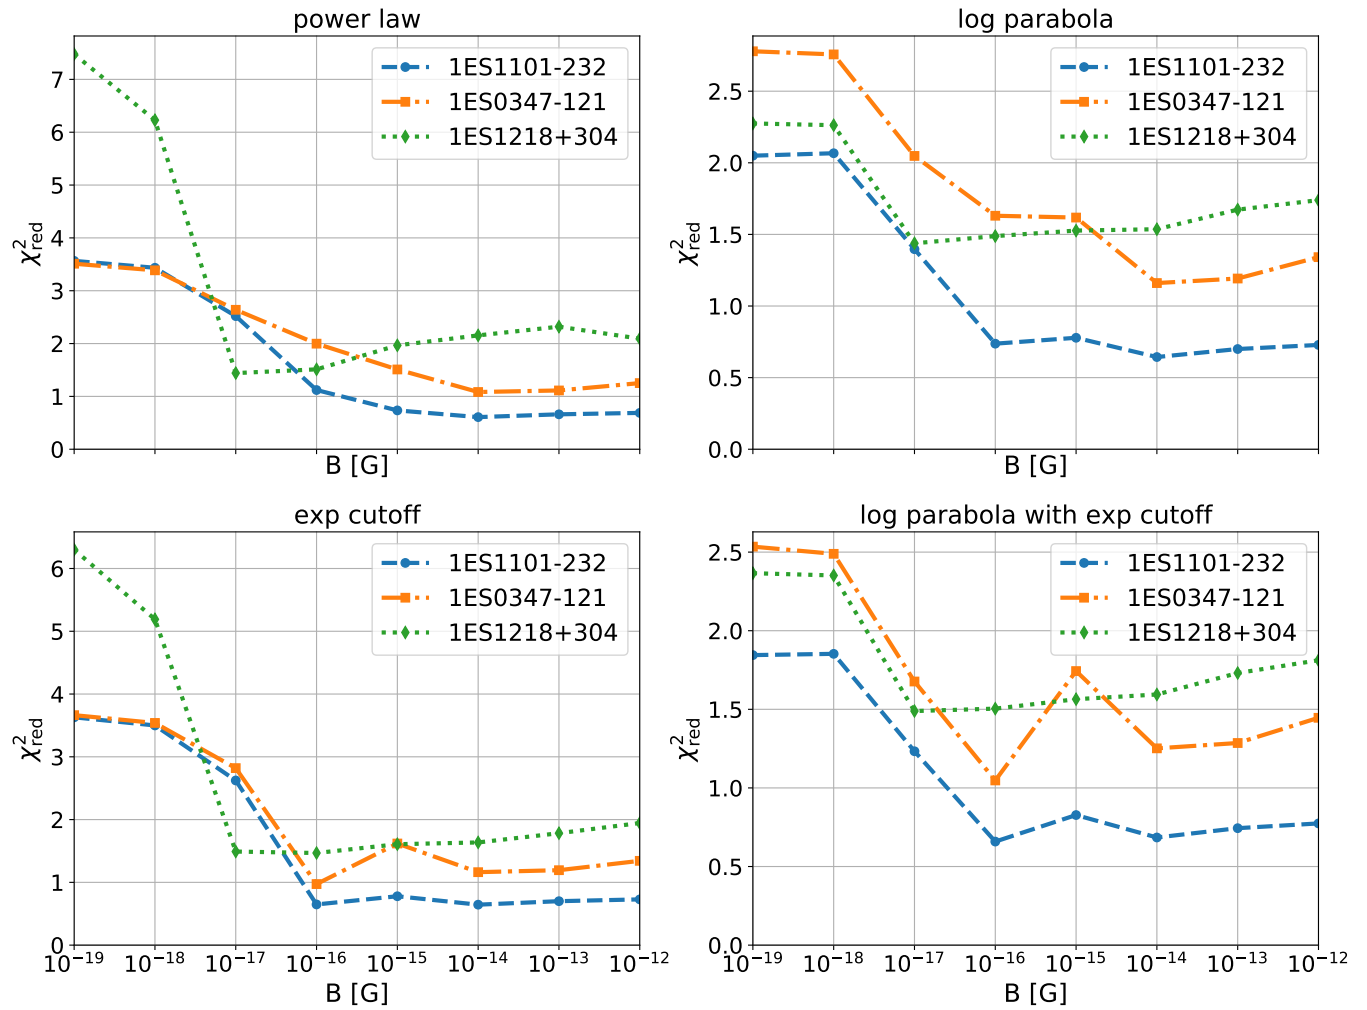 power law
7
6
5
4
3
2
1
0
χ²red
1ES1101-232
1ES0347-121
1ES1218+304
B [G]
log parabola
2.5
2.0
1.5
1.0
0.5
0.0
χ²red
1ES1101-232
1ES0347-121
1ES1218+304
B [G]
exp cutoff
6
5
4
3
2
1
0
χ²red
1ES1101-232
1ES0347-121
1ES1218+304
10⁻¹⁹ 10⁻¹⁸ 10⁻¹⁷ 10⁻¹⁶ 10⁻¹⁵ 10⁻¹⁴ 10⁻¹³ 10⁻¹²
B [G]
log parabola with exp cutoff
2.5
2.0
1.5
1.0
0.5
0.0
χ²red
1ES1101-232
1ES0347-121
1ES1218+304
10⁻¹⁹ 10⁻¹⁸ 10⁻¹⁷ 10⁻¹⁶ 10⁻¹⁵ 10⁻¹⁴ 10⁻¹³ 10⁻¹²
B [G]